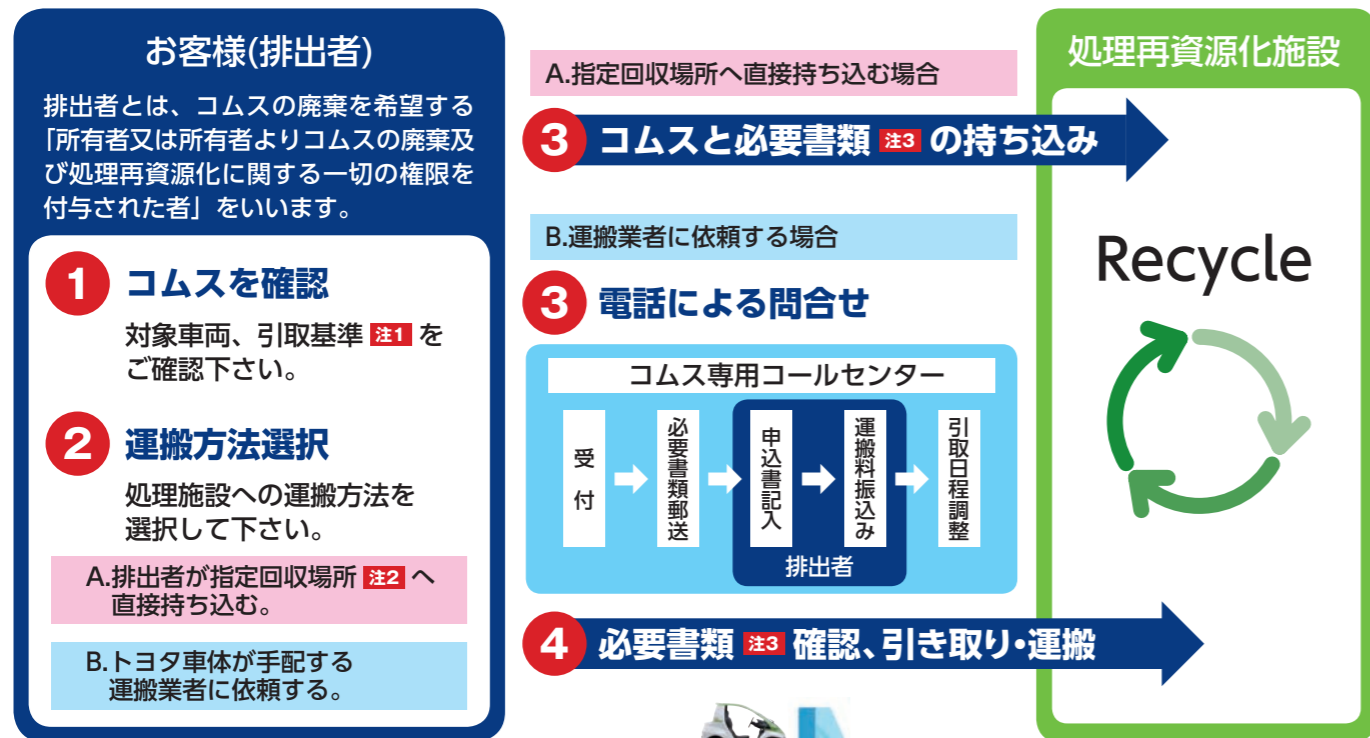 お客様(排出者)
排出者とは、コムスの廃棄を希望する
「所有者又は所有者よりコムスの廃棄及
び処理再資源化に関する一切の権限を
付与された者」をいいます。
1 コムスを確認
対象車両、引取基準 注1 を
ご確認下さい。
2 運搬方法選択
処理施設への運搬方法を
選択して下さい。
A.排出者が指定回収場所 注2 へ
直接持ち込む。
B.トヨタ車体が手配する
運搬業者に依頼する。
A.指定回収場所へ直接持ち込む場合
3 コムスと必要書類 注3 の持ち込み
B.運搬業者に依頼する場合
3 電話による問合せ
コムス専用コールセンター
受付
必要書類郵送
申込書記入
運搬料振込み
引取日程調整
排出者
4 必要書類 注3 確認、引き取り・運搬
処理再資源化施設
Recycle